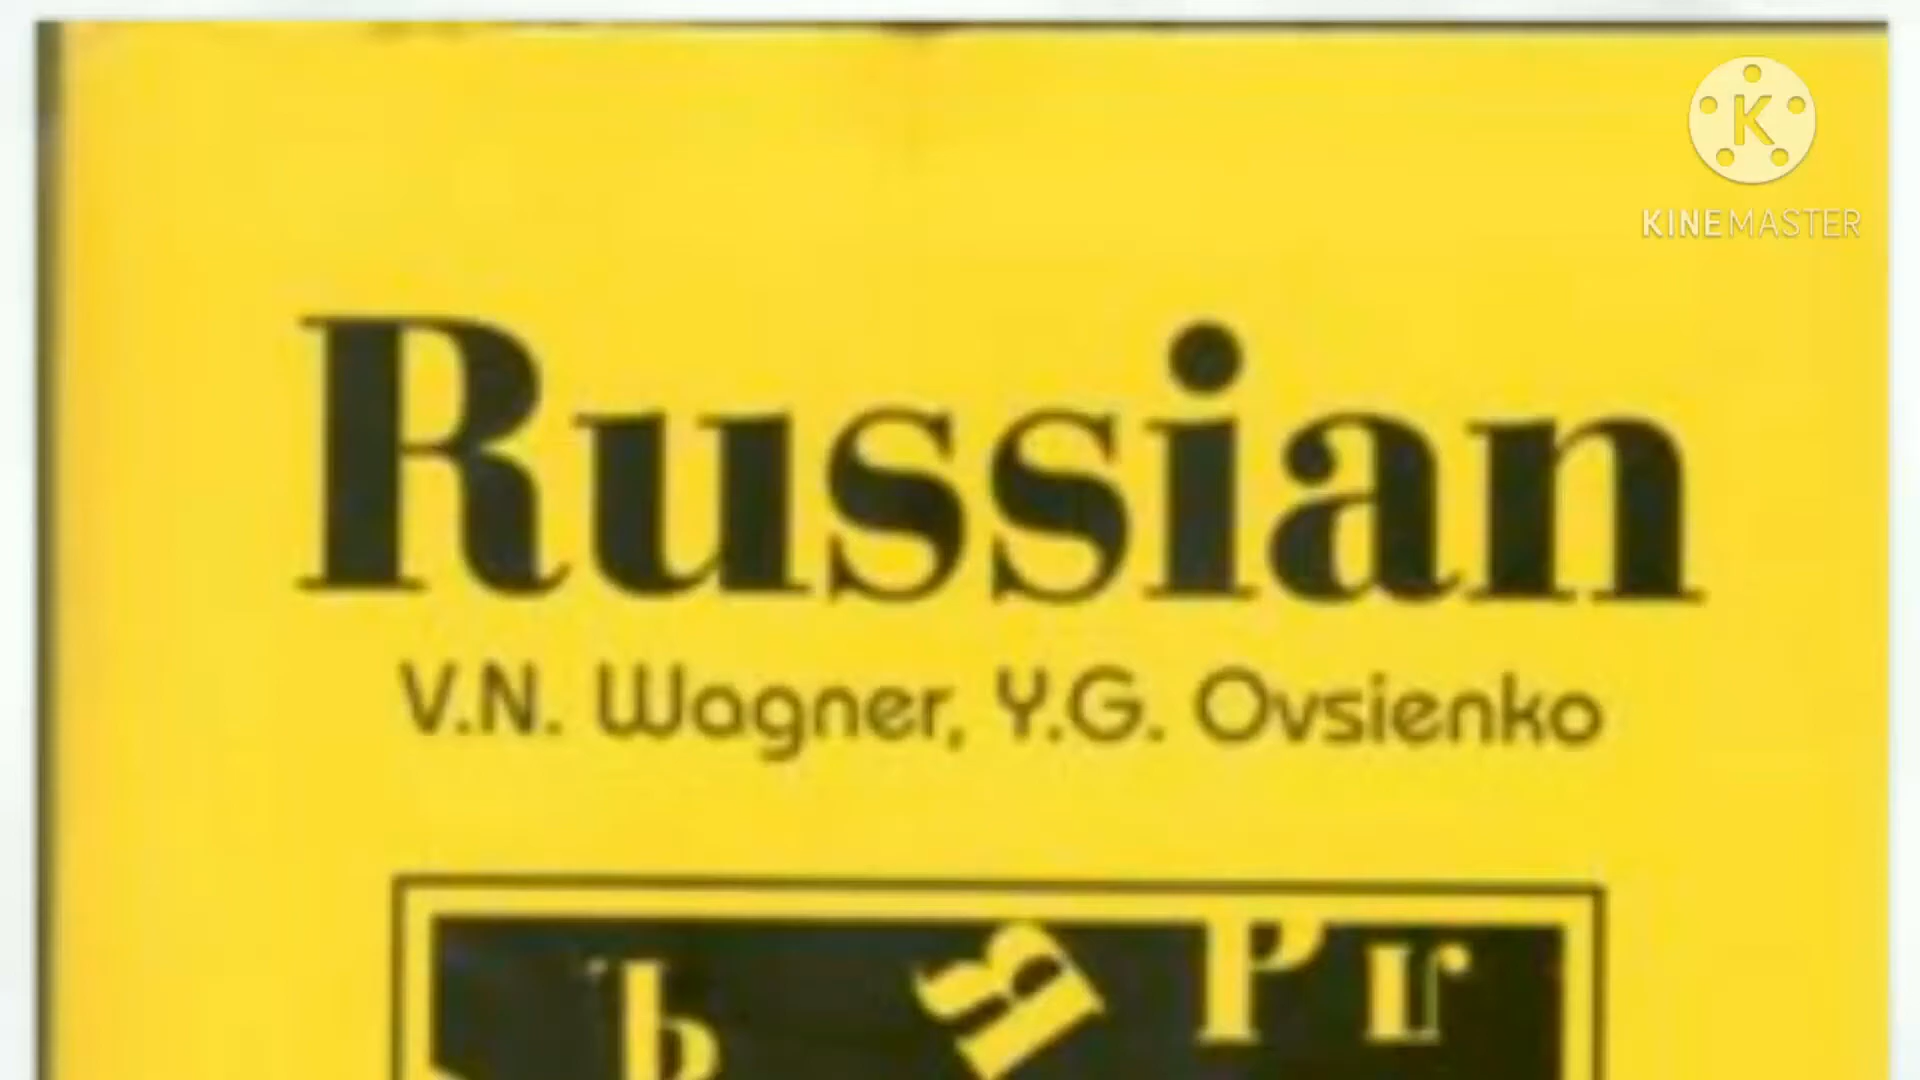 K
KINEMASTER
Russian
V.N. Wagner, Y.G. Ovsienko
Ъ Я Р